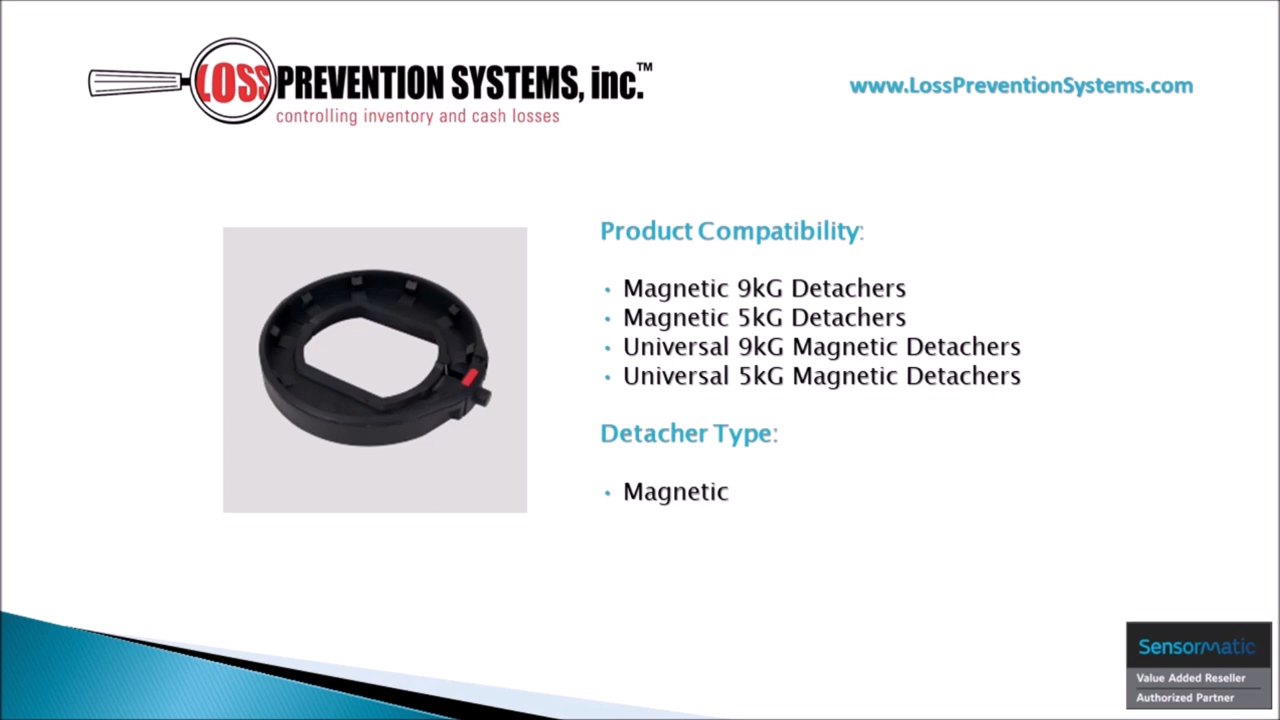 LOSS PREVENTION SYSTEMS, inc.™
controlling inventory and cash losses
www.LossPreventionSystems.com
Product Compatibility:
• Magnetic 9kG Detachers
• Magnetic 5kG Detachers
• Universal 9kG Magnetic Detachers
• Universal 5kG Magnetic Detachers
Detacher Type:
• Magnetic
Sensormatic
Value Added Reseller
Authorized Partner